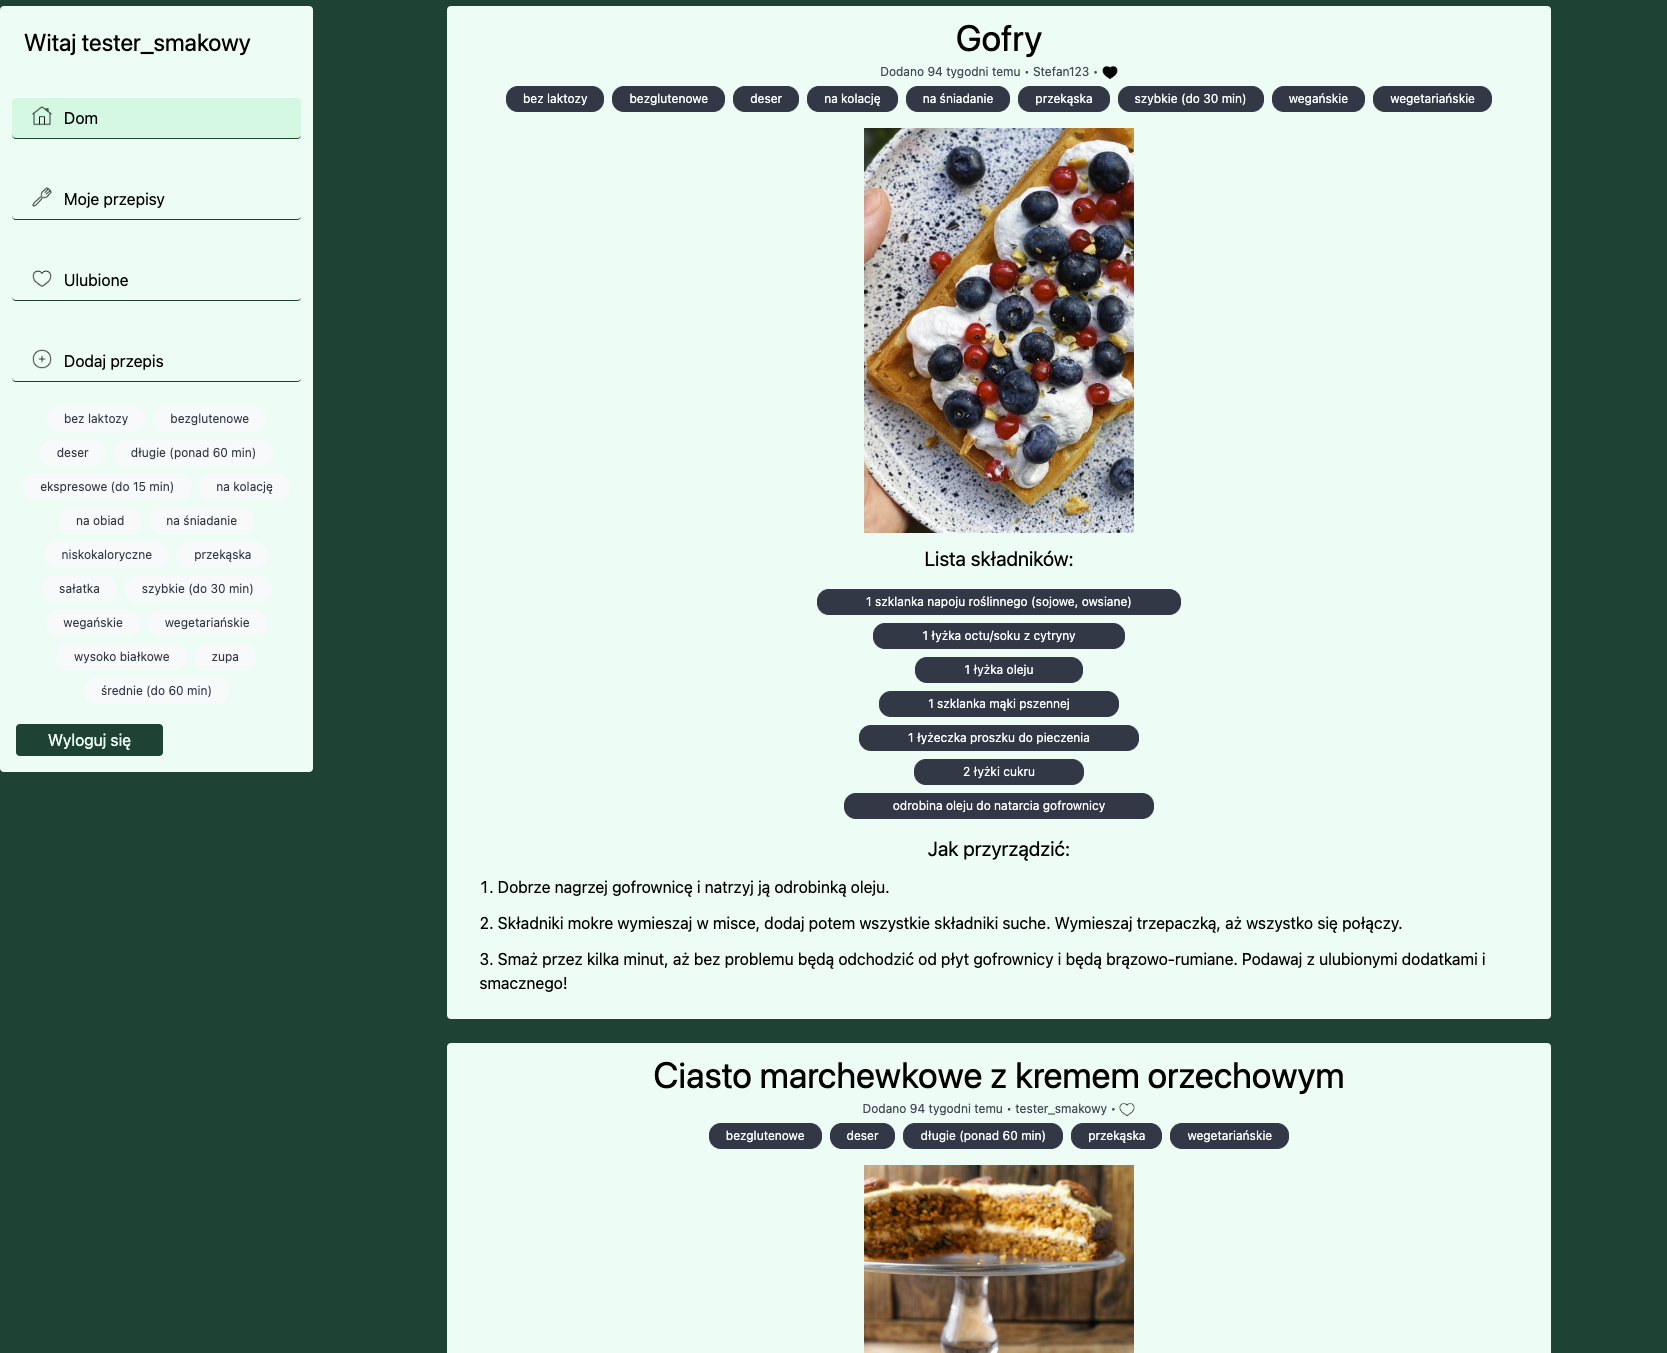 Witaj tester_smakowy
Dom
Moje przepisy
Ulubione
Dodaj przepis
bez laktozy bezglutenowe
deser długie (ponad 60 min)
ekspresowe (do 15 min) na kolację
na obiad na śniadanie
niskokaloryczne przekąska
sałatka szybkie (do 30 min)
wegańskie wegetariańskie
wysoko białkowe zupa
średnie (do 60 min)
Wyloguj się
Gofry
Dodano 94 tygodni temu • Stefan123 •
bez laktozy bezglutenowe deser na kolację na śniadanie przekąska szybkie (do 30 min) wegańskie wegetariańskie
Lista składników:
1 szklanka napoju roślinnego (sojowe, owsiane)
1 łyżka octu/soku z cytryny
1 łyżka oleju
1 szklanka mąki pszennej
1 łyżeczka proszku do pieczenia
2 łyżki cukru
odrobina oleju do natarcia gofrownicy
Jak przyrządzić:
1. Dobrze nagrzej gofrownicę i natrzyj ją odrobinką oleju.
2. Składniki mokre wymieszaj w misce, dodaj potem wszystkie składniki suche. Wymieszaj trzepaczką, aż wszystko się połączy.
3. Smaż przez kilka minut, aż bez problemu będą odchodzić od płyt gofrownicy i będą brązowo-rumiane. Podawaj z ulubionymi dodatkami i
smacznego!
Ciasto marchewkowe z kremem orzechowym
Dodano 94 tygodni temu • tester_smakowy •
bezglutenowe deser długie (ponad 60 min) przekąska wegetariańskie